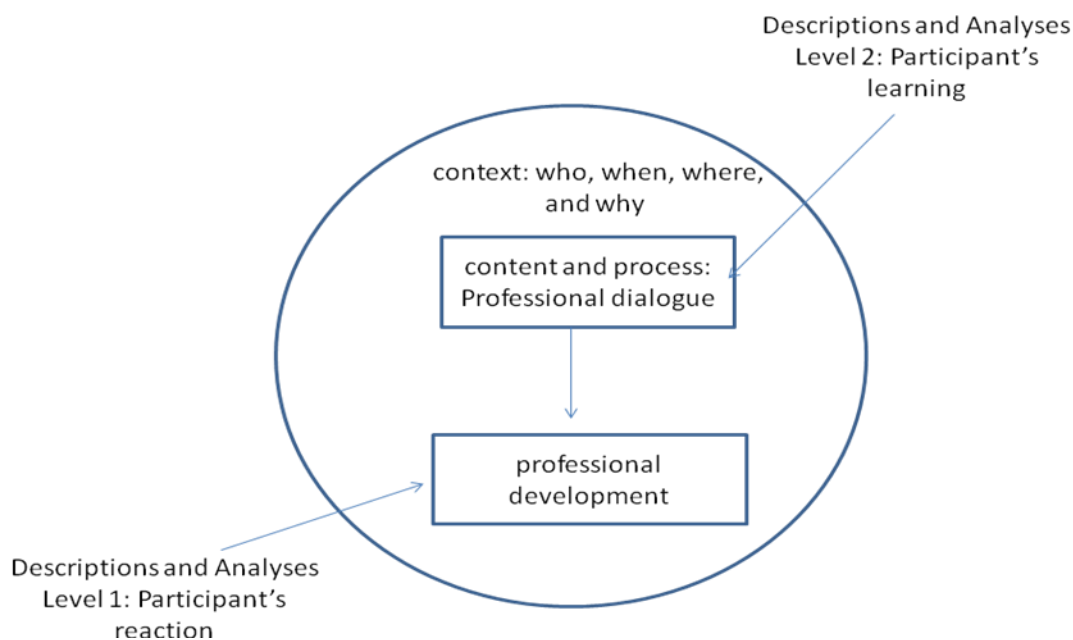 Descriptions and Analyses
Level 2: Participant’s
learning
context: who, when, where,
and why
content and process:
Professional dialogue
professional
development
Descriptions and Analyses
Level 1: Participant’s
reaction